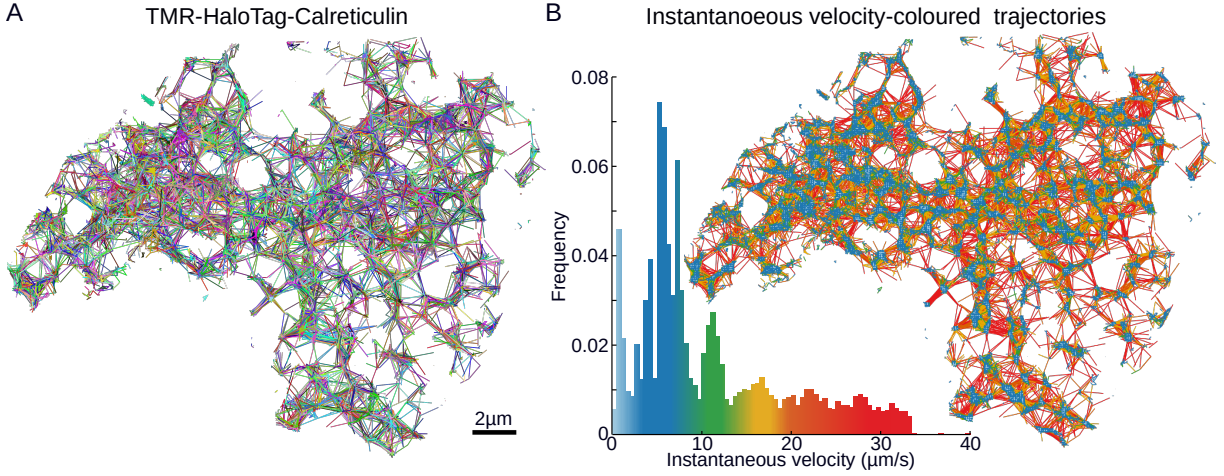 A
TMR-HaloTag-Calreticulin
B
Instantanoeous velocity-coloured trajectories
0.08
0.06
0.04
0.02
0
Frequency
0
10
20
30
40
Instantaneous velocity (μm/s)
2μm